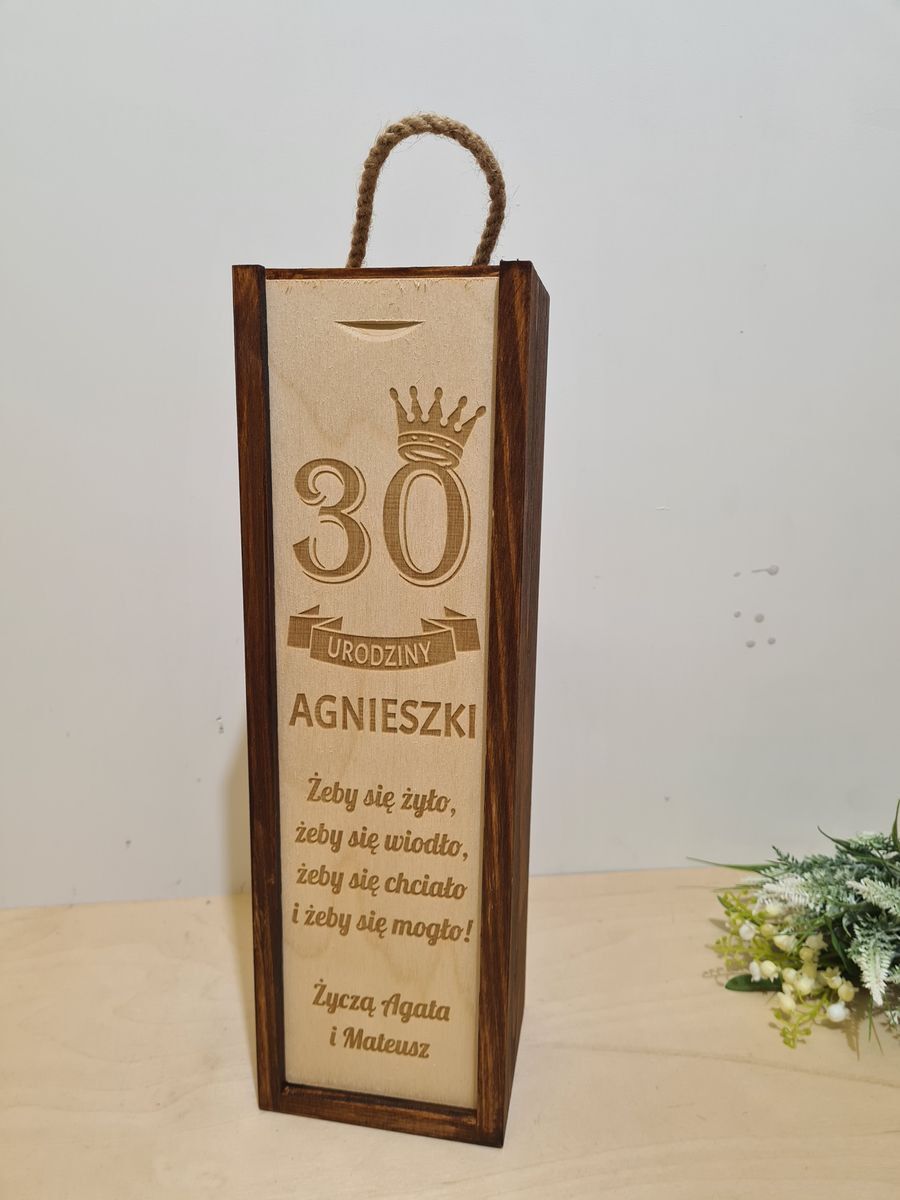 30
URODZINY
AGNIESZKI
Żeby się żyło,
żeby się wiodło,
żeby się chciało
i żeby się mogło!
Życzą Agata
i Mateusz